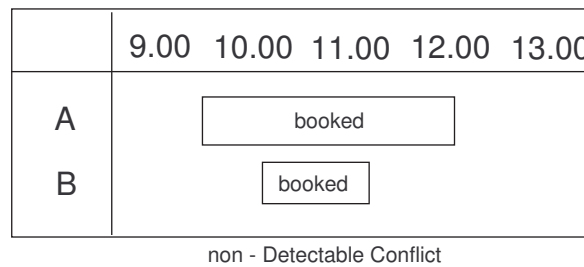 9.00 10.00 11.00 12.00 13.00
A booked
B booked
non - Detectable Conflict